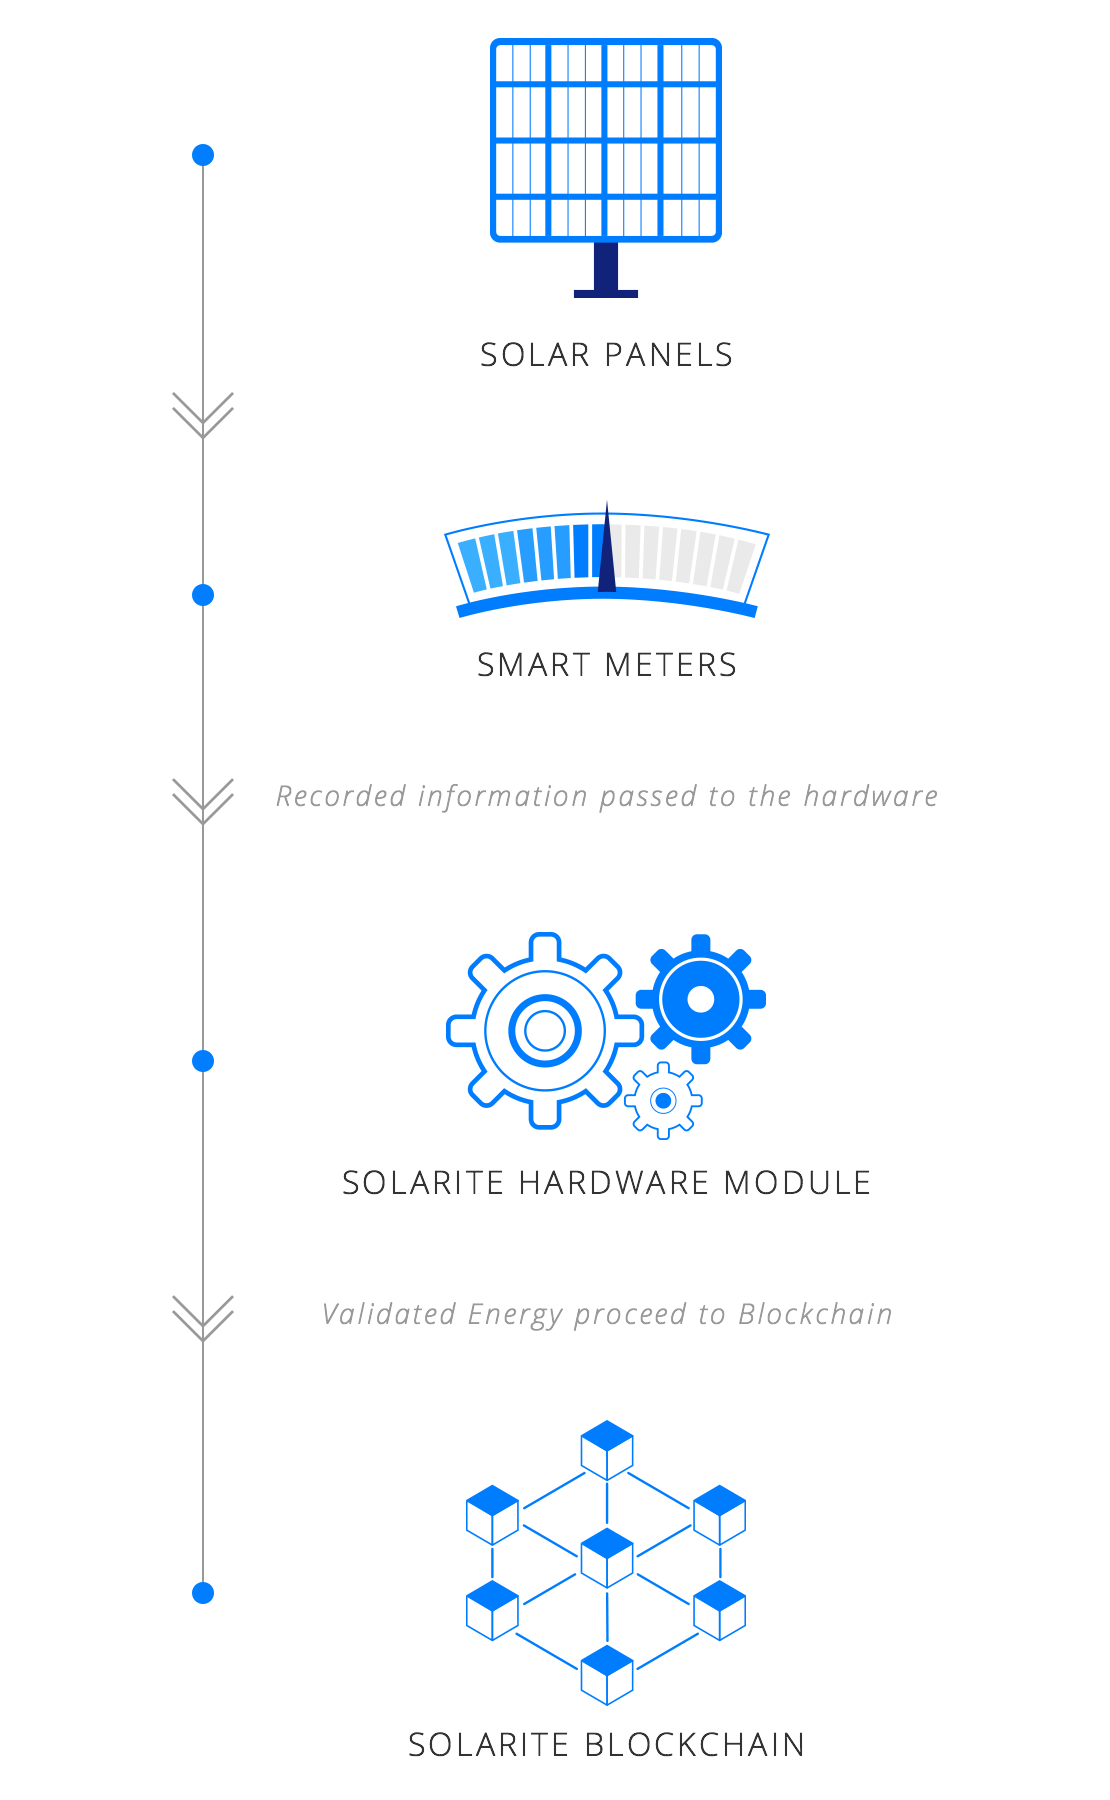 SOLAR PANELS
SMART METERS
Recorded information passed to the hardware
SOLARITE HARDWARE MODULE
Validated Energy proceed to Blockchain
SOLARITE BLOCKCHAIN